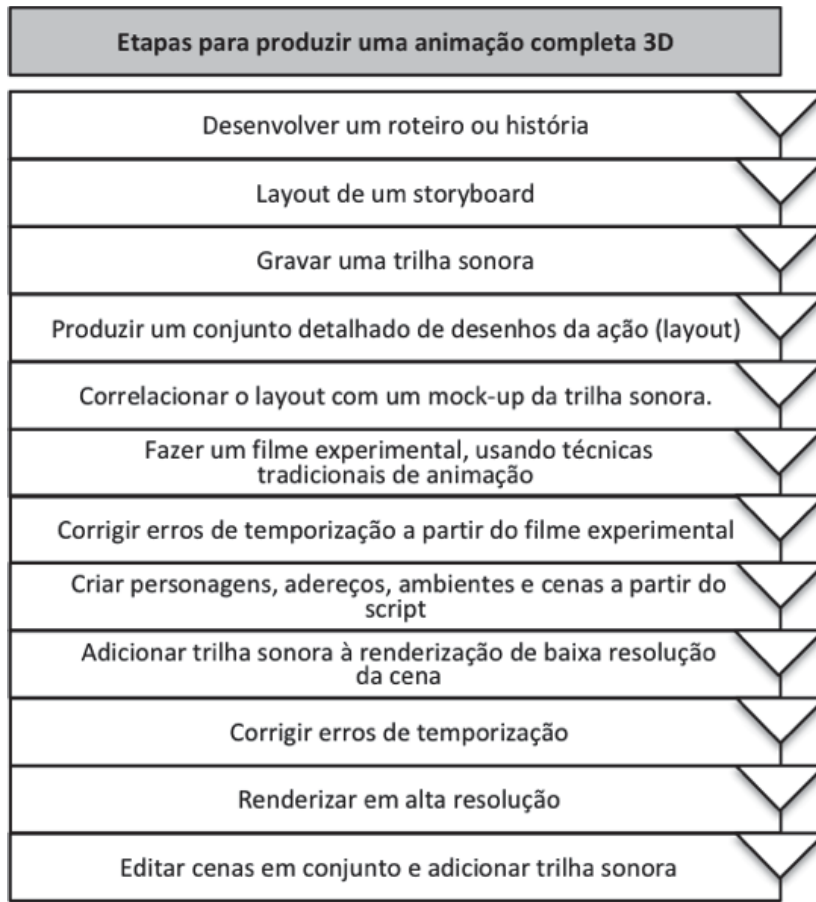 Etapas para produzir uma animação completa 3D
Desenvolver um roteiro ou história
Layout de um storyboard
Gravar uma trilha sonora
Produzir um conjunto detalhado de desenhos da ação (layout)
Correlacionar o layout com um mock-up da trilha sonora.
Fazer um filme experimental, usando técnicas
tradicionais de animação
Corrigir erros de temporização a partir do filme experimental
Criar personagens, adereços, ambientes e cenas a partir do
script
Adicionar trilha sonora à renderização de baixa resolução
da cena
Corrigir erros de temporização
Renderizar em alta resolução
Editar cenas em conjunto e adicionar trilha sonora